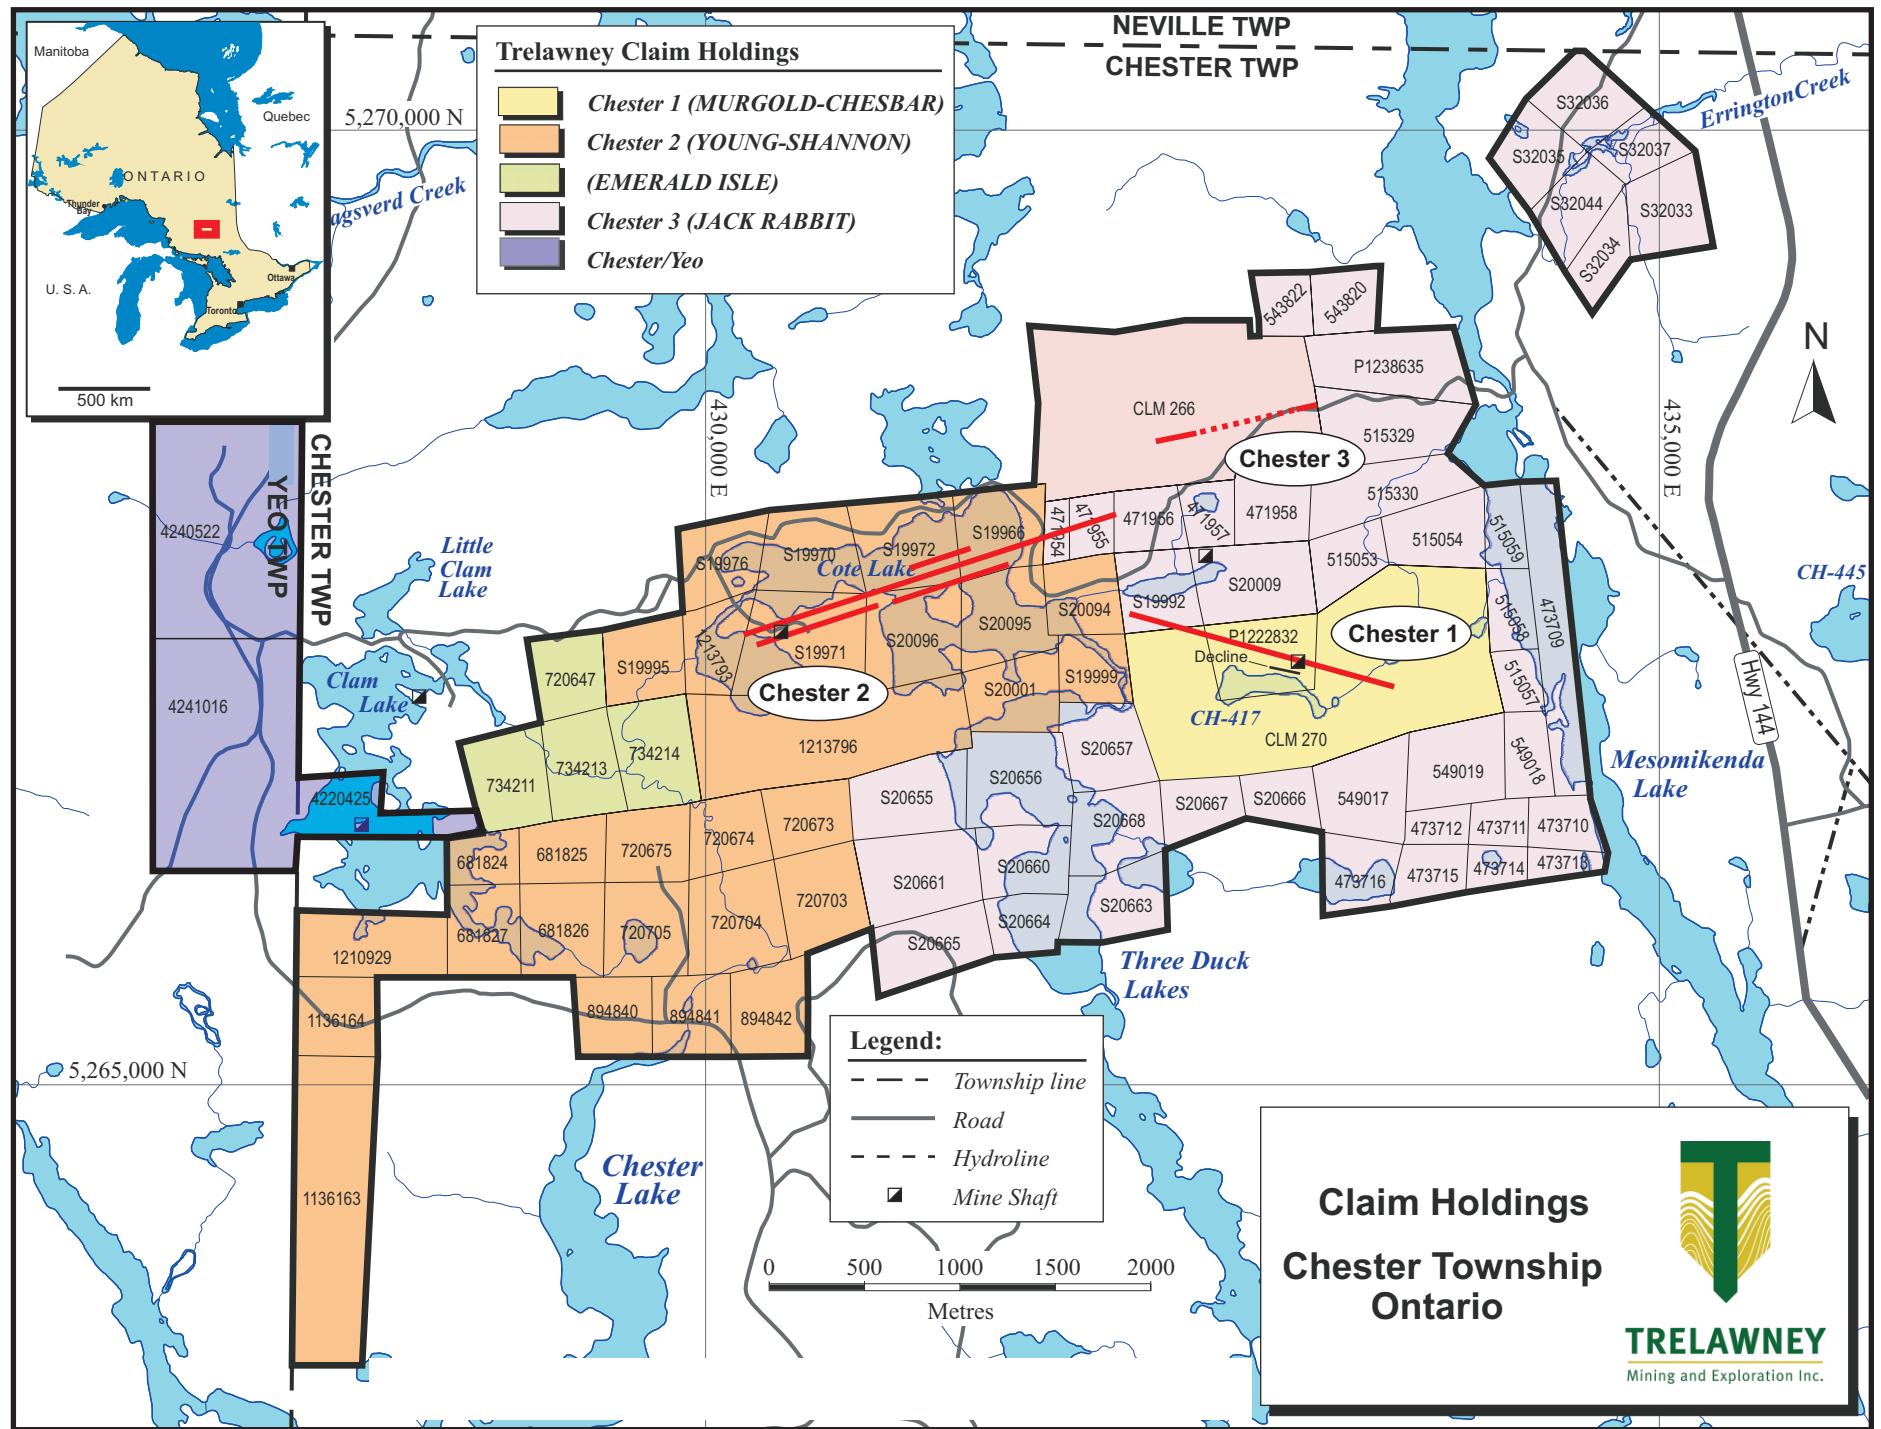 Manitoba
Quebec
ONTARIO
Thunder
Bay
Ottawa
U. S. A.
Toronto
500 km
Trelawney Claim Holdings
Chester 1 (MURGOLD-CHESBAR)
Chester 2 (YOUNG-SHANNON)
(EMERALD ISLE)
Chester 3 (JACK RABBIT)
Chester/Yeo
NEVILLE TWP
CHESTER TWP
5,270,000 N
agsverd Creek
Errington Creek
S32036
S32035
S32037
S32044
S32033
S32034
N
543822
543820
P1238635
CLM 266
515329
Chester 3
430,000 E
435,000 E
515330
CHESTER TWP
YEO TWP
4240522
4241016
4220425
Little
Clam
Lake
Clam
Lake
S19976
S19970
S19972
S19966
Cote Lake
471954
471955
471956
471957
471958
515053
515054
515059
515058
473709
515057
CH-445
S19992
S20009
S20094
S20095
S20096
S19971
1213793
S19995
720647
Chester 2
S20001
S19999
P1222832
Decline
Chester 1
CH-417
CLM 270
Hwy 144
734211
734213
734214
1213796
S20657
S20656
S20655
S20667
S20666
S20668
549017
549019
549018
Mesomikenda
Lake
473712
473711
473710
473716
473715
473714
473713
681824
681825
720675
720674
720673
681827
681826
720705
720704
720703
S20661
S20660
S20664
S20663
S20665
Three Duck
Lakes
1210929
1136164
1136163
894840
894841
894842
5,265,000 N
Chester
Lake
Legend:
Township line
Road
Hydroline
Mine Shaft
0 500 1000 1500 2000
Metres
Claim Holdings
Chester Township
Ontario
TRELAWNEY
Mining and Exploration Inc.